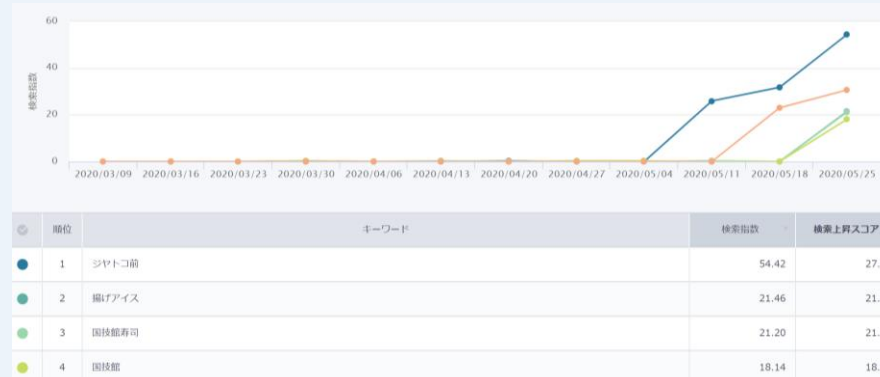 60
40
20
0
検索指数
2020/03/09 2020/03/16 2020/03/23 2020/03/30 2020/04/06 2020/04/13 2020/04/20 2020/04/27 2020/05/04 2020/05/11 2020/05/18 2020/05/25
順位 キーワード 検索指数 検索上昇スコア
1 ジヤトコ前 54.42 27.
2 揚げアイス 21.46 21.
3 国技館寿司 21.20 21.
4 国技館 18.14 18.